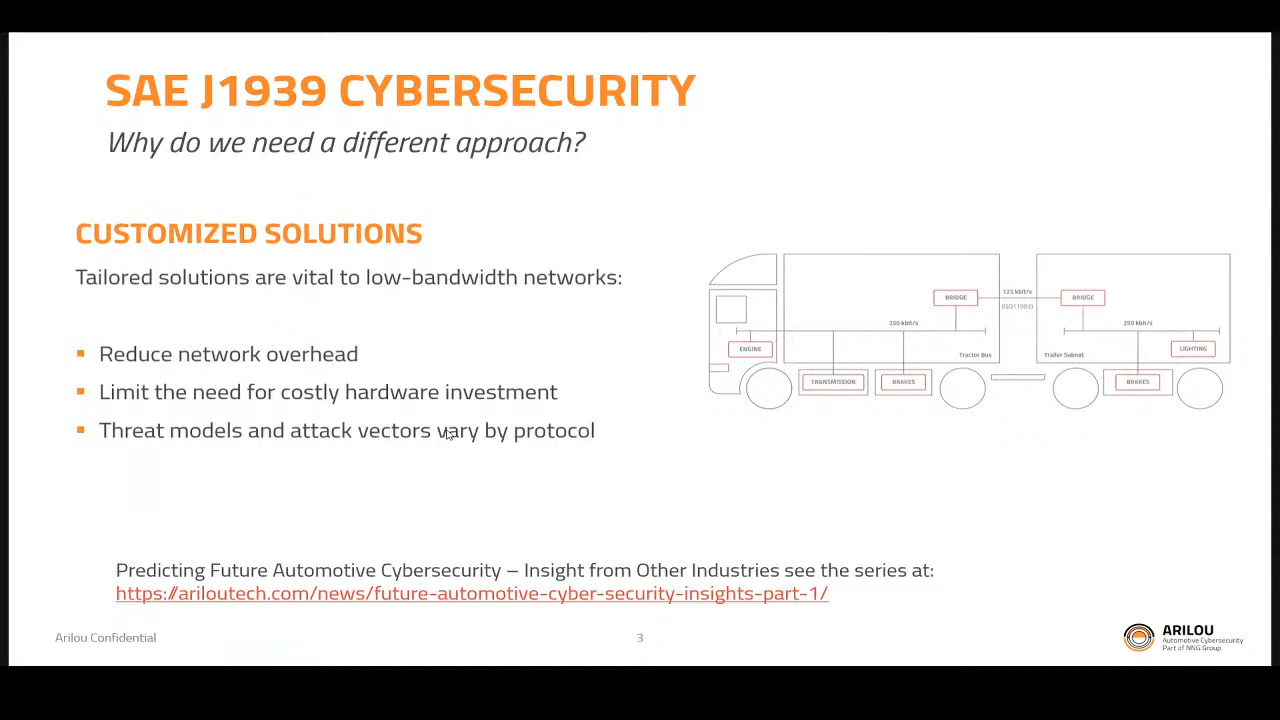 SAE J1939 CYBERSECURITY
Why do we need a different approach?
CUSTOMIZED SOLUTIONS
Tailored solutions are vital to low-bandwidth networks:
▪ Reduce network overhead
▪ Limit the need for costly hardware investment
▪ Threat models and attack vectors vary by protocol
BRIDGE
125 kbit/s
(ISO11992)
BRIDGE
250 kbit/s
250 kbit/s
ENGINE
Tractor Bus
Trailer Subnet
LIGHTING
TRANSMISSION
BRAKES
BRAKES
Predicting Future Automotive Cybersecurity – Insight from Other Industries see the series at:
https://ariloutech.com/news/future-automotive-cyber-security-insights-part-1/
Arilou Confidential
3
ARILOU
Automotive Cybersecurity
Part of NNG Group